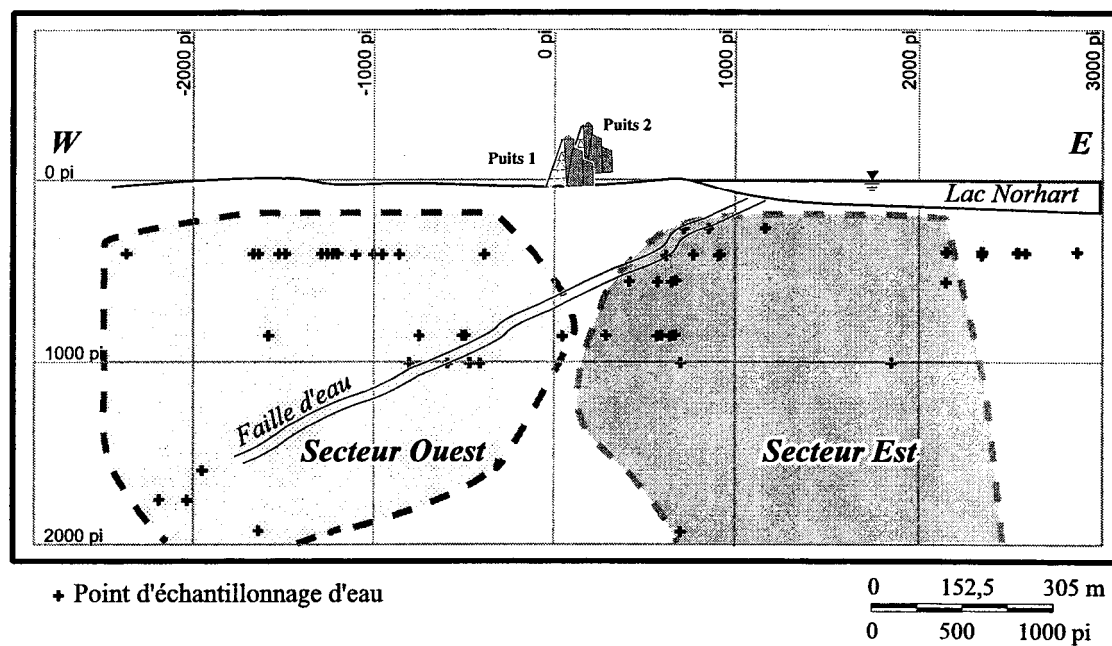 -2000 pi
-1000 pi
0 pi
1000 pi
2000 pi
3000 pi
W
E
Puits 1
Puits 2
0 pi
Lac Norhart
1000 pi
Faille d'eau
Secteur Ouest
Secteur Est
2000 pi
+ Point d'échantillonnage d'eau
0 152,5 305 m
0 500 1000 pi